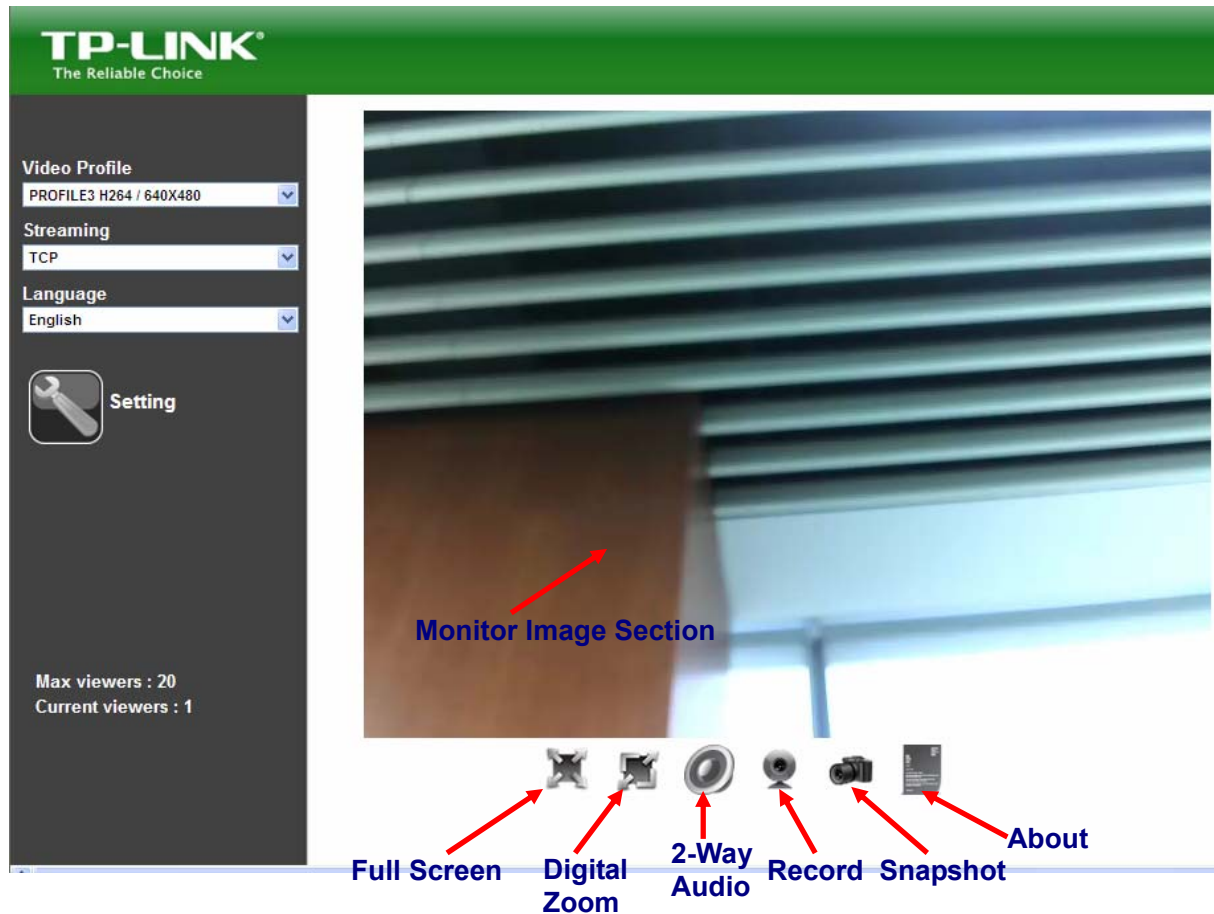 TP-LINK®
The Reliable Choice
Video Profile
PROFILE3 H264 / 640X480
Streaming
TCP
Language
English
Setting
Monitor Image Section
Max viewers : 20
Current viewers : 1
Full Screen
Digital
Zoom
2-Way
Audio
Record
Snapshot
About